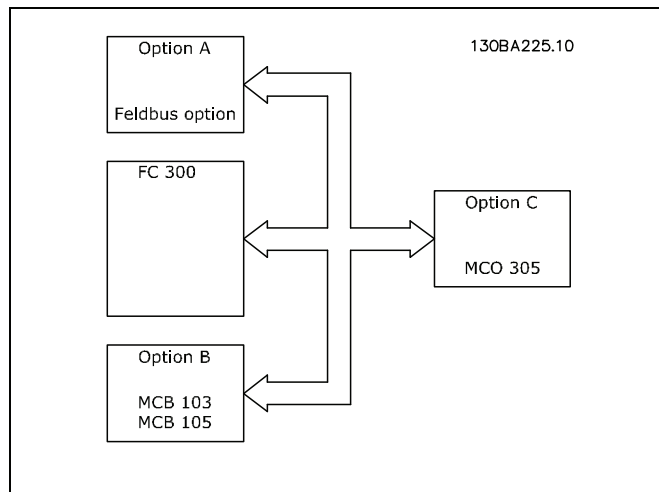 130BA225.10
Option A
Feldbus option
FC 300
Option C
MCO 305
Option B
MCB 103
MCB 105